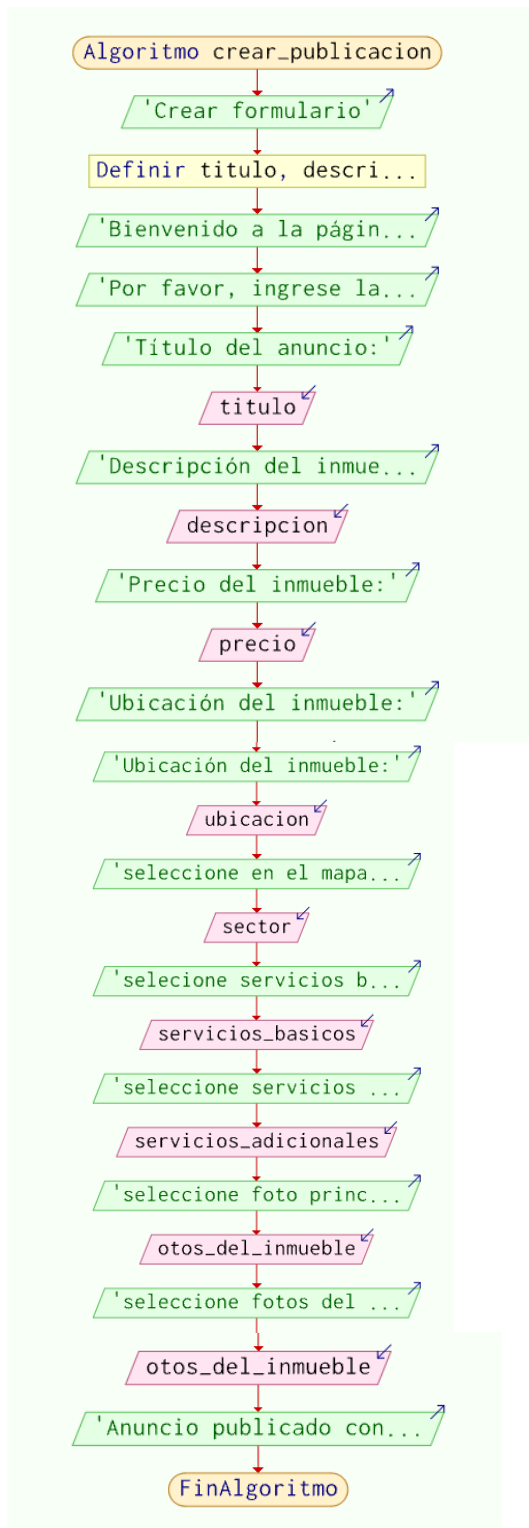 Algoritmo crear_publicacion
'Crear formulario'
Definir titulo, descri...
'Bienvenido a la págin...
'Por favor, ingrese la...
'Título del anuncio:'
titulo
'Descripción del inmue...
descripcion
'Precio del inmueble:'
precio
'Ubicación del inmueble:'
'Ubicación del inmueble:'
ubicacion
'seleccione en el mapa...
sector
'selecione servicios b...
servicios_basicos
'seleccione servicios ...
servicios_adicionales
'seleccione foto princ...
otos_del_inmueble
'seleccione fotos del ...
otos_del_inmueble
'Anuncio publicado con...
FinAlgoritmo